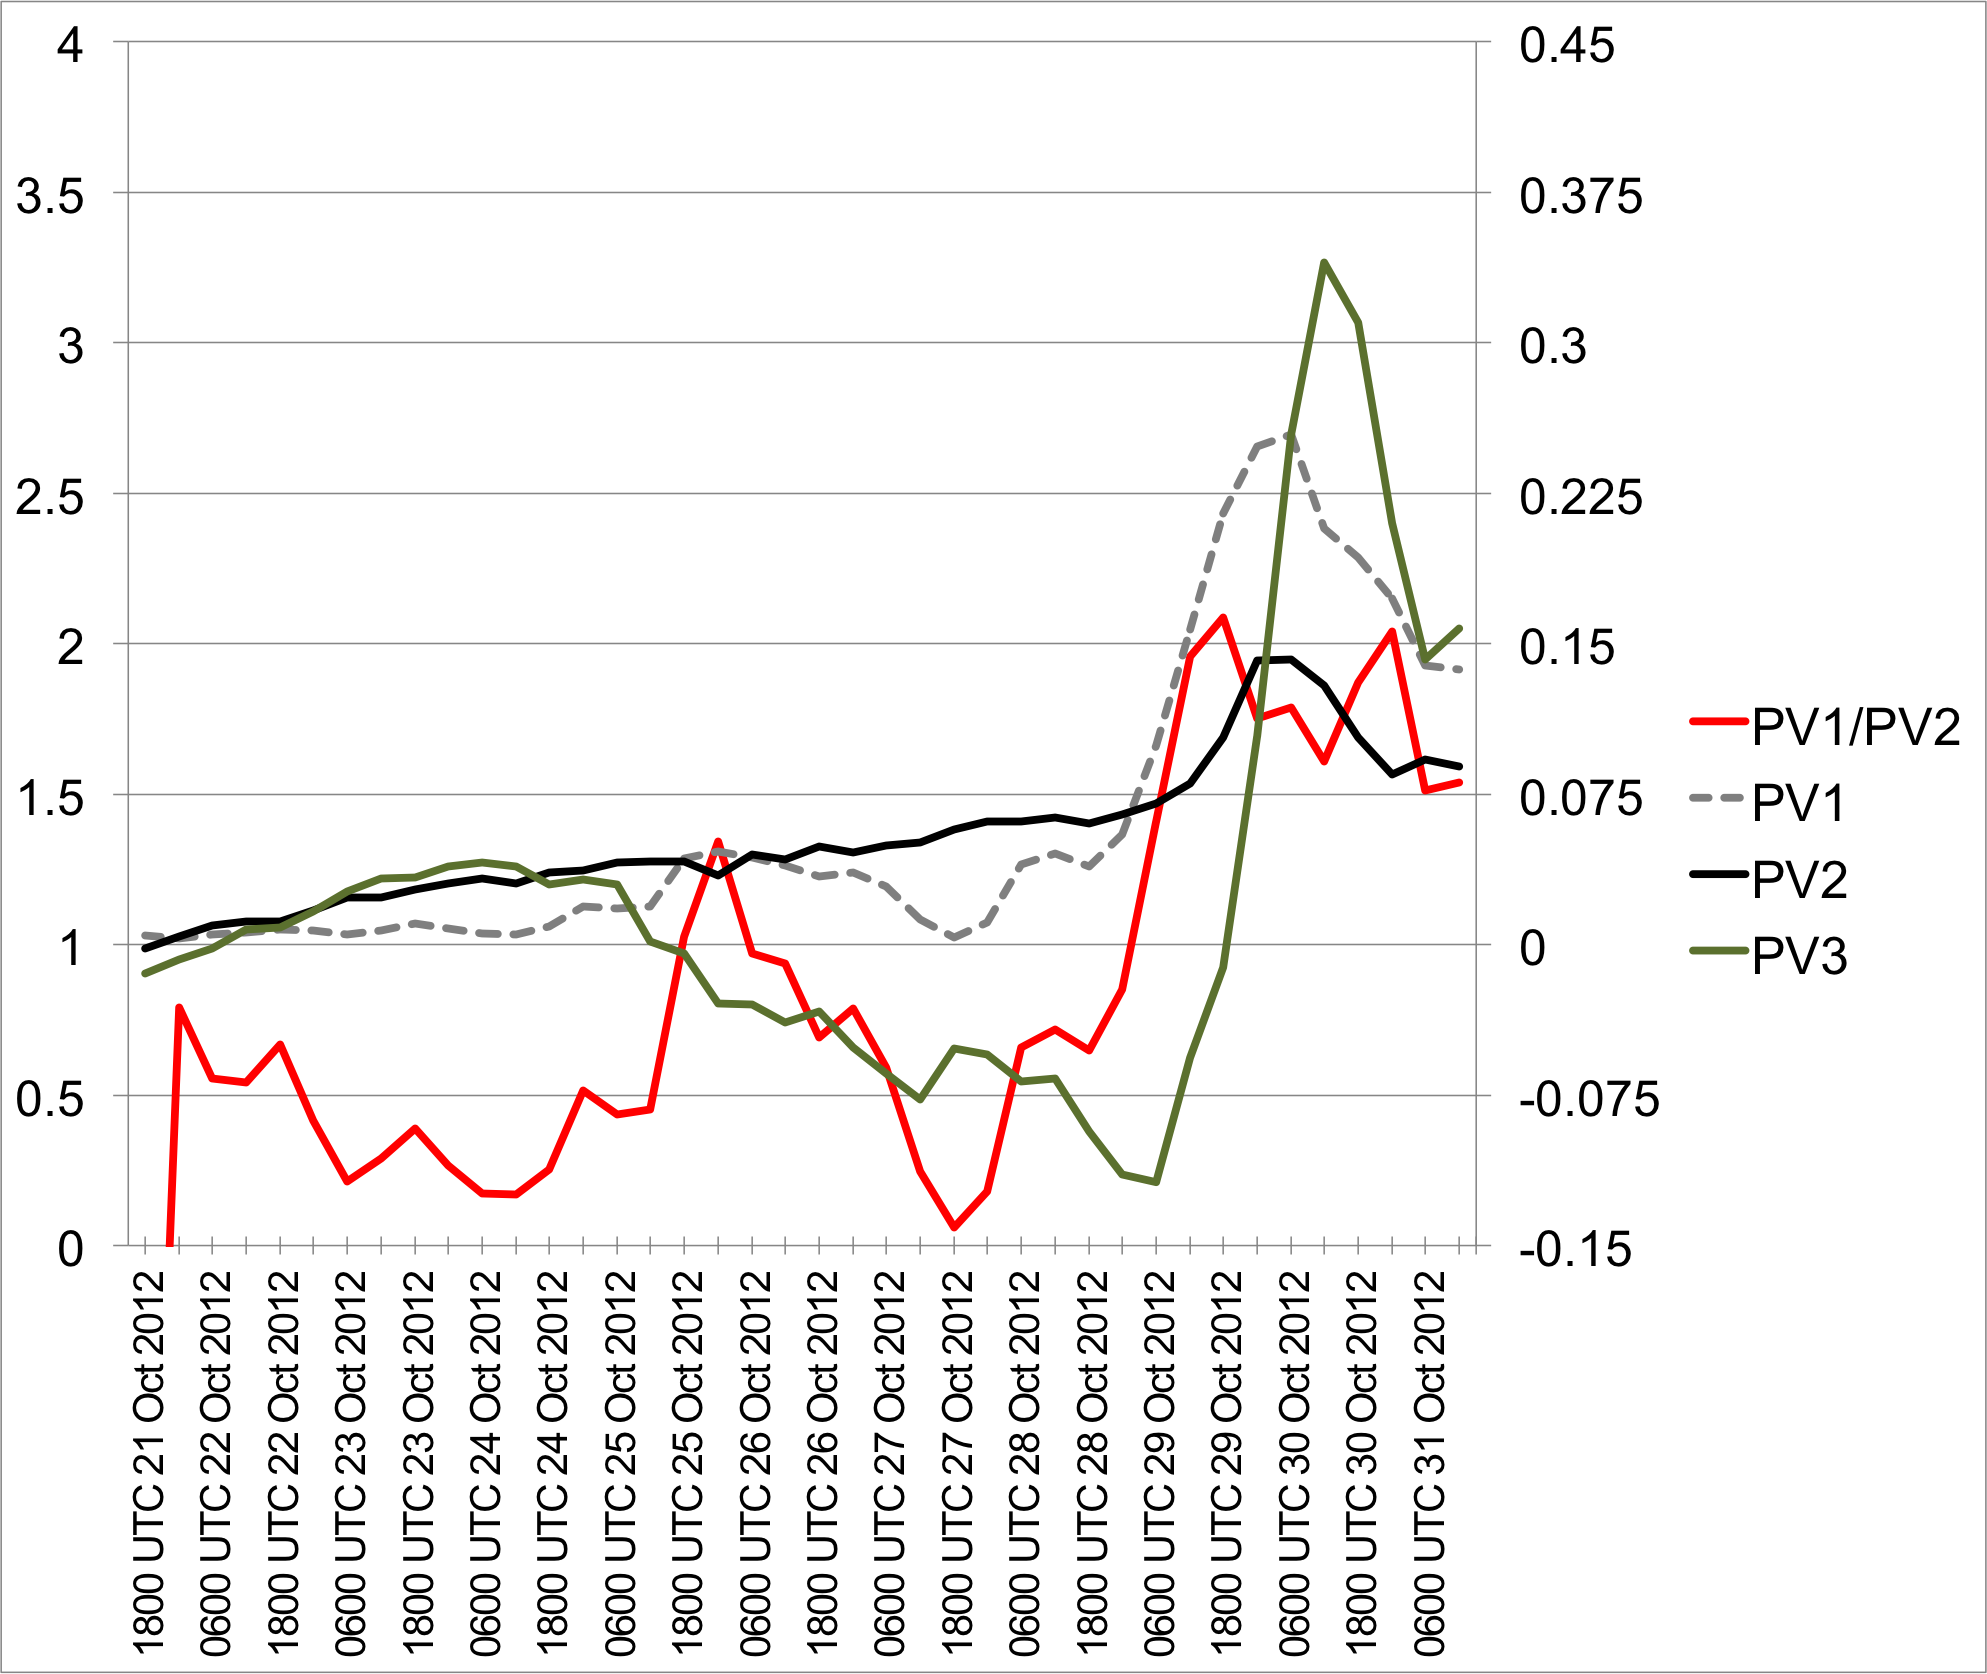 4
3.5
3
2.5
2
1.5
1
0.5
0
0.45
0.375
0.3
0.225
0.15
0.075
0
-0.075
-0.15
1800 UTC 21 Oct 2012
0600 UTC 22 Oct 2012
1800 UTC 22 Oct 2012
0600 UTC 23 Oct 2012
1800 UTC 23 Oct 2012
0600 UTC 24 Oct 2012
1800 UTC 24 Oct 2012
0600 UTC 25 Oct 2012
1800 UTC 25 Oct 2012
0600 UTC 26 Oct 2012
1800 UTC 26 Oct 2012
0600 UTC 27 Oct 2012
1800 UTC 27 Oct 2012
0600 UTC 28 Oct 2012
1800 UTC 28 Oct 2012
0600 UTC 29 Oct 2012
1800 UTC 29 Oct 2012
0600 UTC 30 Oct 2012
1800 UTC 30 Oct 2012
0600 UTC 31 Oct 2012
PV1/PV2
PV1
PV2
PV3